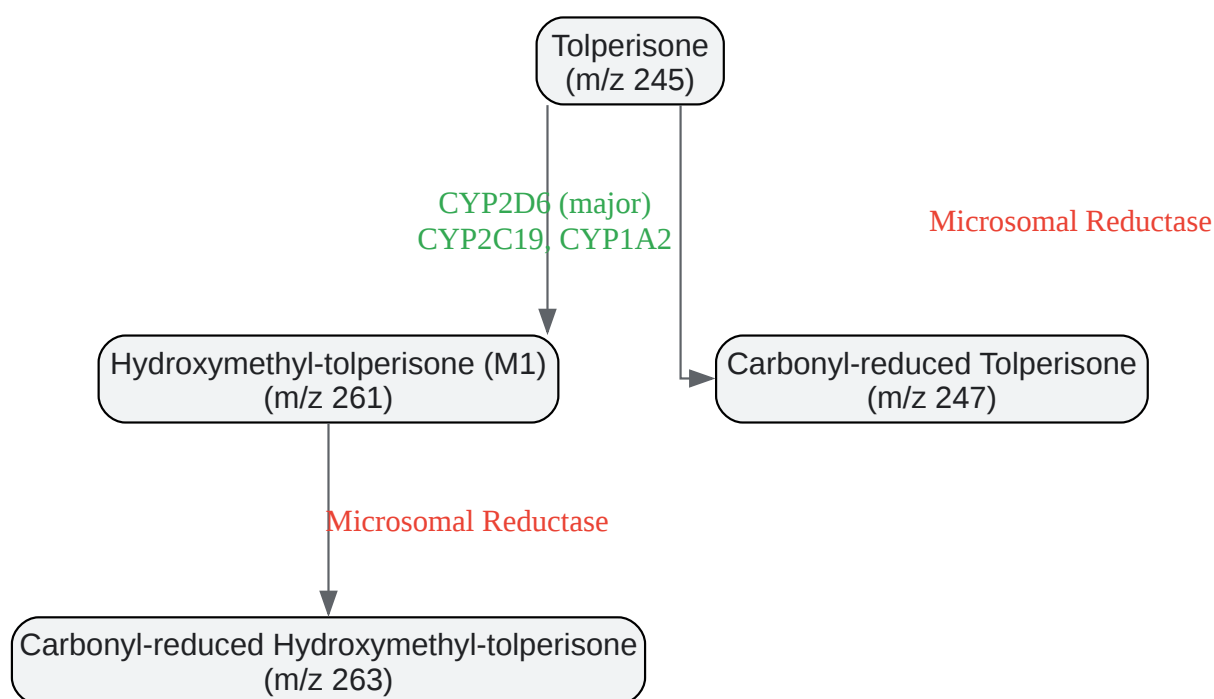 Tolperisone
(m/z 245)
CYP2D6 (major)
CYP2C19, CYP1A2
Microsomal Reductase
Hydroxymethyl-tolperisone (M1)
(m/z 261)
Carbonyl-reduced Tolperisone
(m/z 247)
Microsomal Reductase
Carbonyl-reduced Hydroxymethyl-tolperisone
(m/z 263)